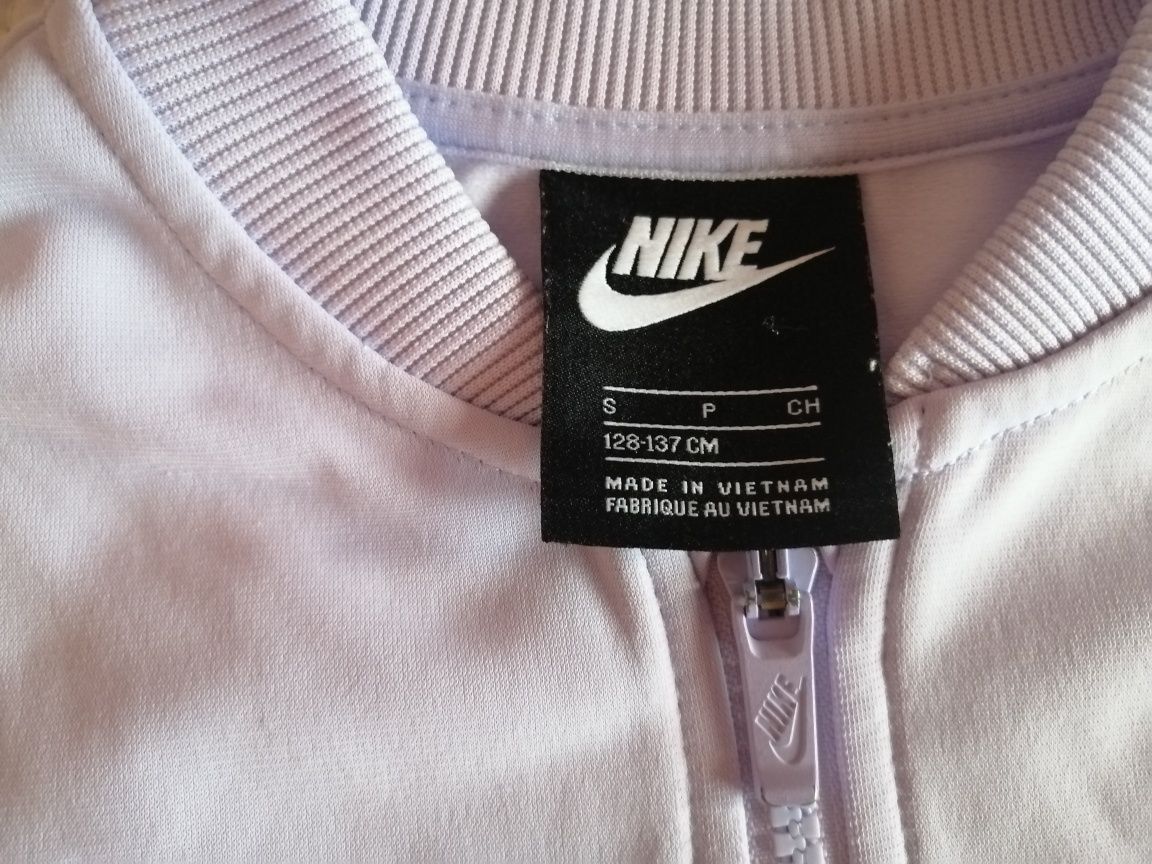 NIKE
S P CH
128-137 CM
MADE IN VIETNAM
FABRIQUE AU VIETNAM
NIKE